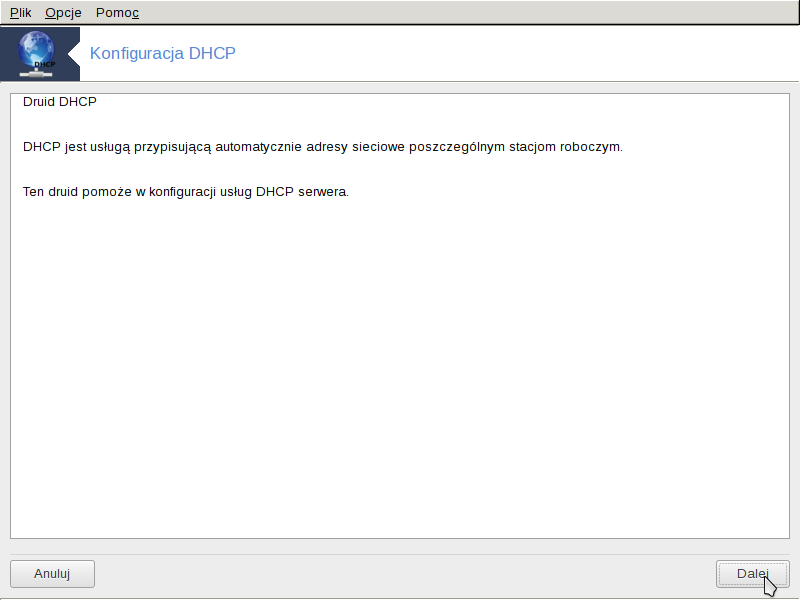 Plik Opcje Pomoc
DHCP
Konfiguracja DHCP
Druid DHCP
DHCP jest usługą przypisującą automatycznie adresy sieciowe poszczególnym stacjom roboczym.
Ten druid pomoże w konfiguracji usług DHCP serwera.
Anuluj
Dalej